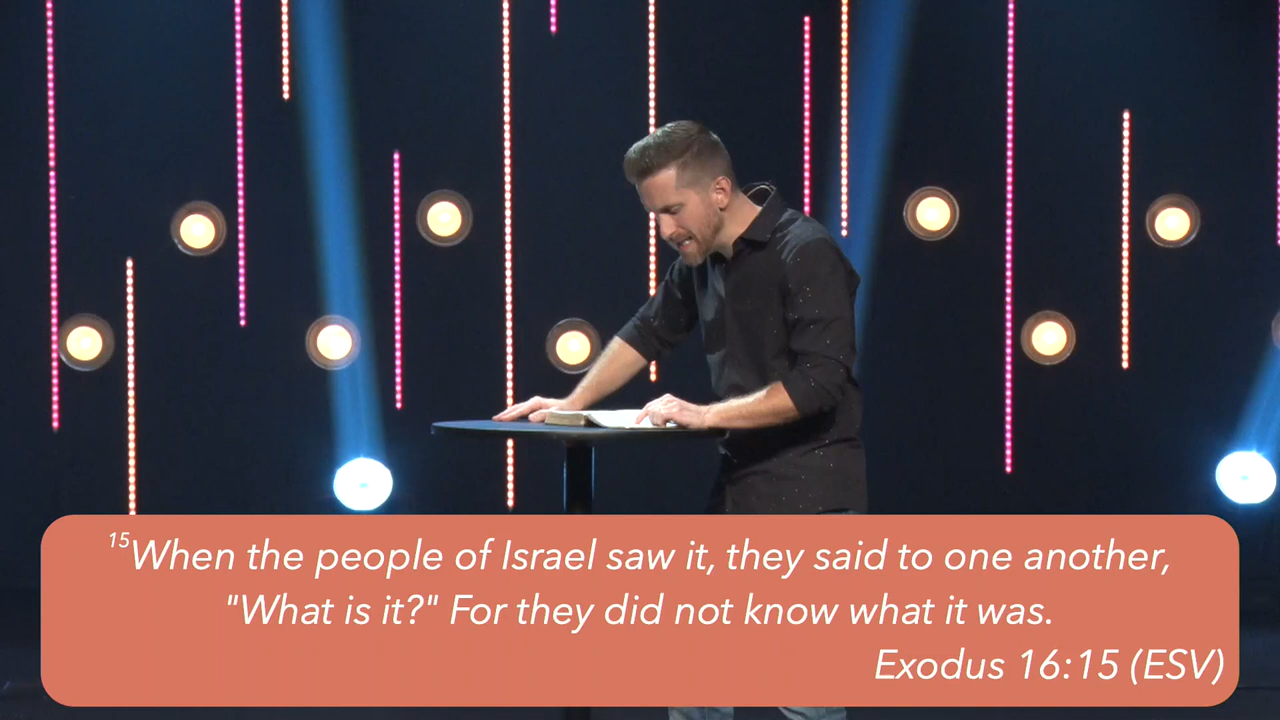 15When the people of Israel saw it, they said to one another,
"What is it?" For they did not know what it was.
Exodus 16:15 (ESV)